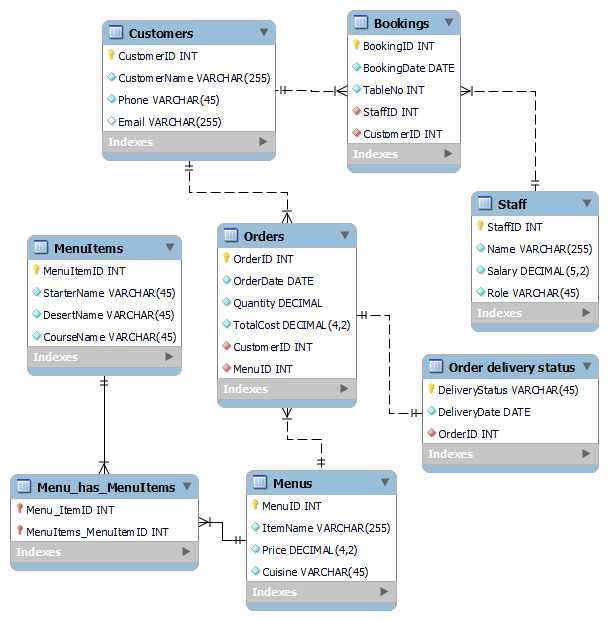 Customers
CustomerID INT
CustomerName VARCHAR(255)
Phone VARCHAR(45)
Email VARCHAR(255)
Indexes
Bookings
BookingID INT
BookingDate DATE
TableNo INT
StaffID INT
CustomerID INT
Indexes
Staff
StaffID INT
Name VARCHAR(255)
Salary DECIMAL(5,2)
Role VARCHAR(45)
Indexes
MenuItems
MenuItemID INT
StarterName VARCHAR(45)
DesertName VARCHAR(45)
CourseName VARCHAR(45)
Indexes
Orders
OrderID INT
OrderDate DATE
Quantity DECIMAL
TotalCost DECIMAL(4,2)
CustomerID INT
MenuID INT
Indexes
Order delivery status
DeliveryStatus VARCHAR(45)
DeliveryDate DATE
OrderID INT
Indexes
Menu_has_MenuItems
Menu_ItemID INT
MenuItems_MenuItemID INT
Indexes
Menus
MenuID INT
ItemName VARCHAR(255)
Price DECIMAL(4,2)
Cuisine VARCHAR(45)
Indexes